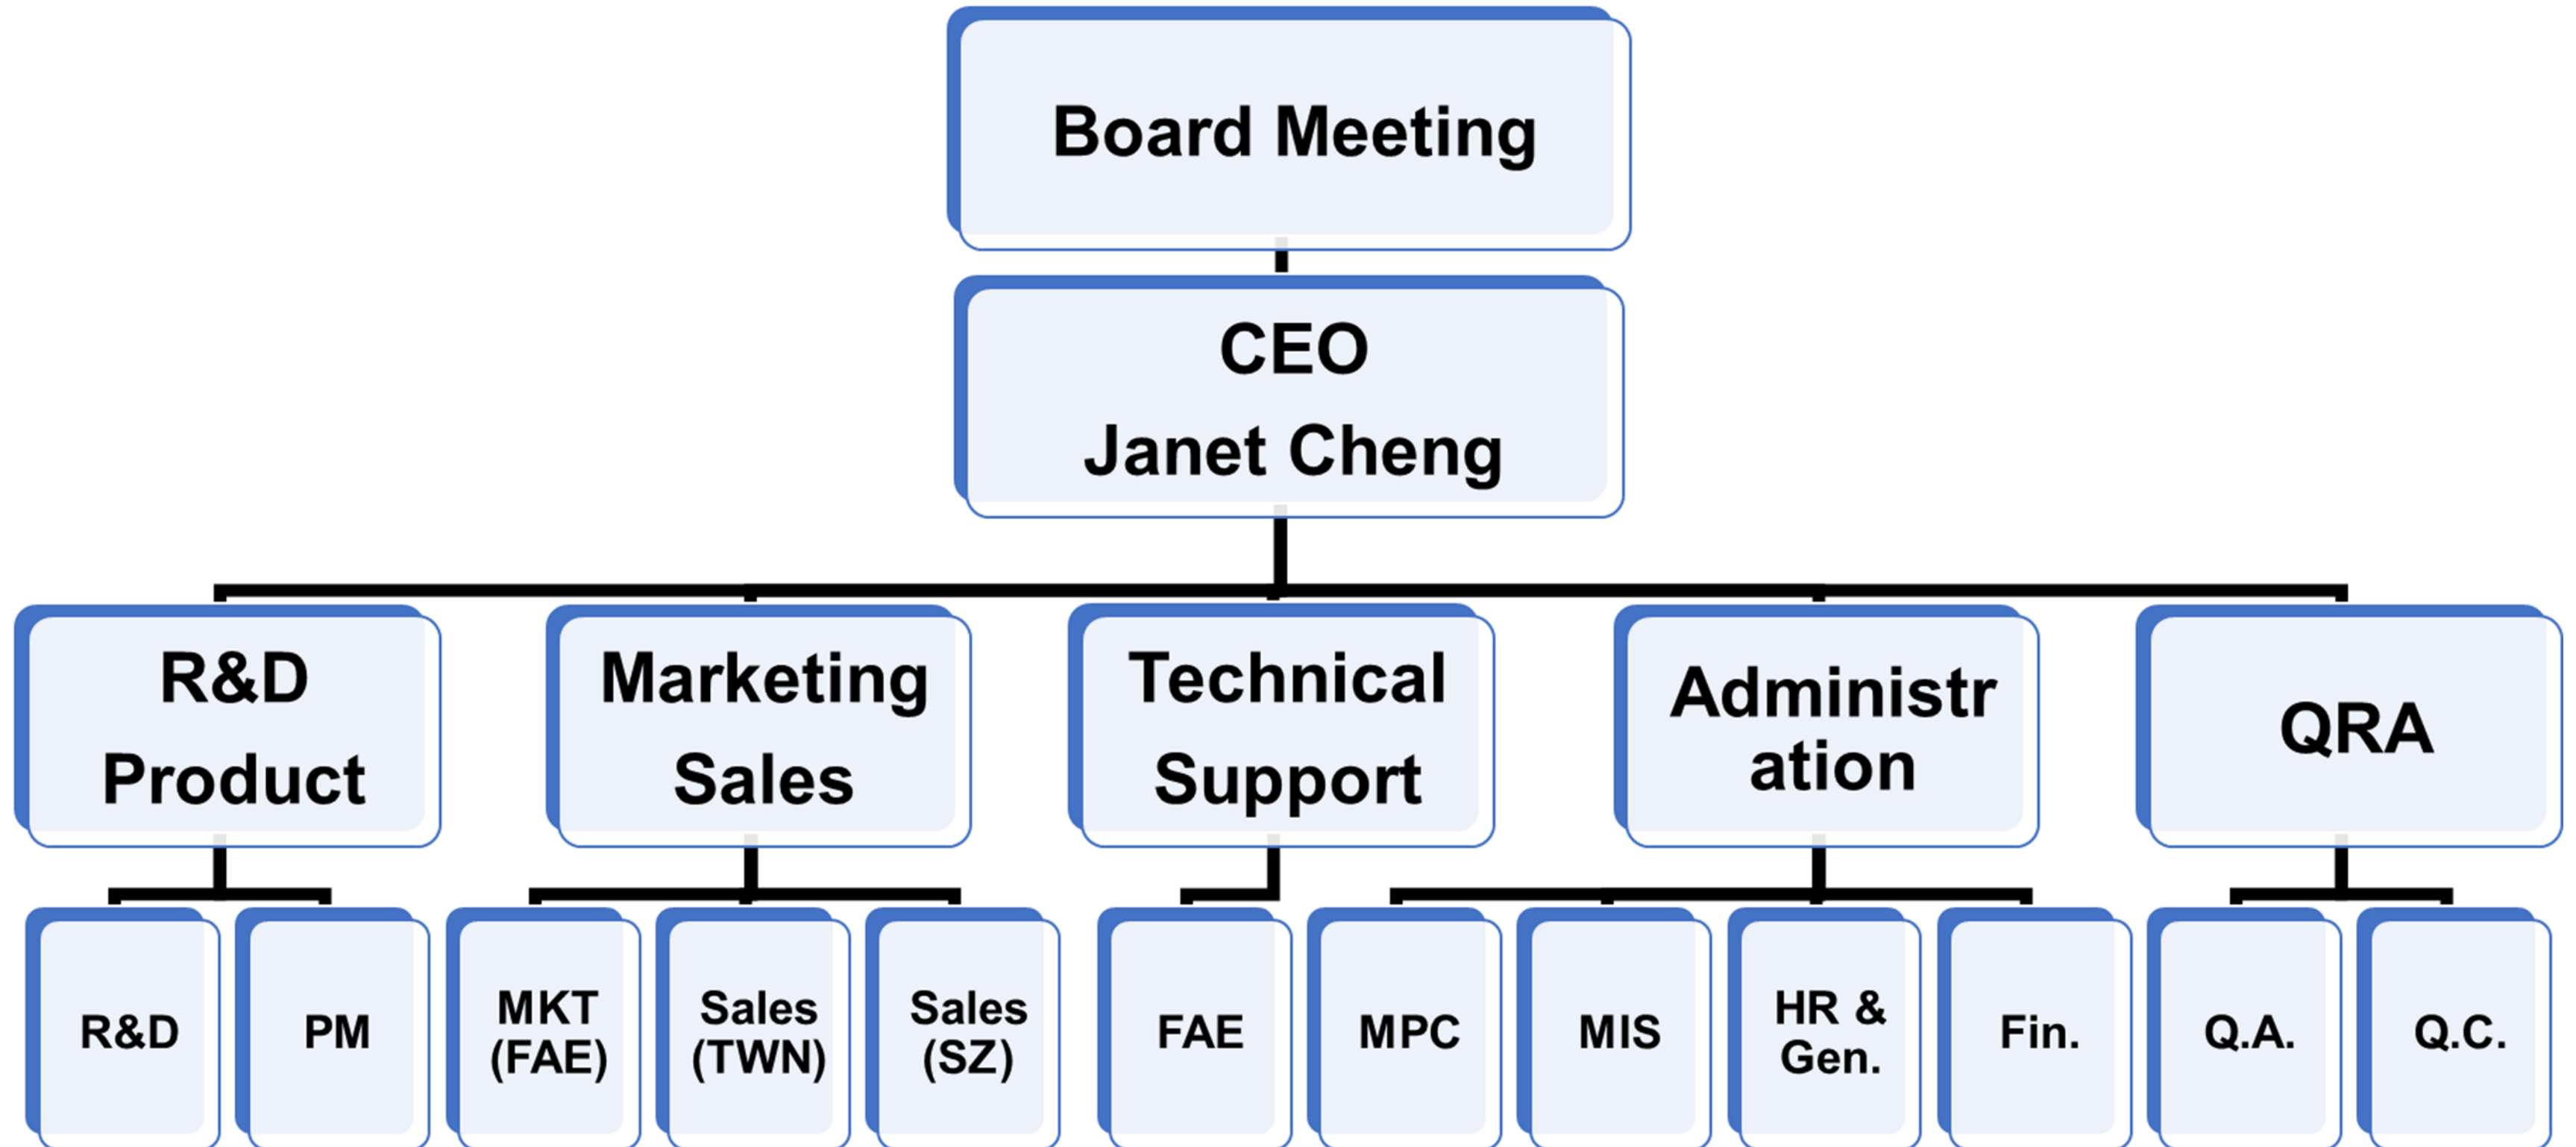 Board Meeting
CEO
Janet Cheng
R&D
Product
Marketing
Sales
Technical
Support
Administr
ation
QRA
R&D
PM
MKT
(FAE)
Sales
(TWN)
Sales
(SZ)
FAE
MPC
MIS
HR &
Gen.
Fin.
Q.A.
Q.C.